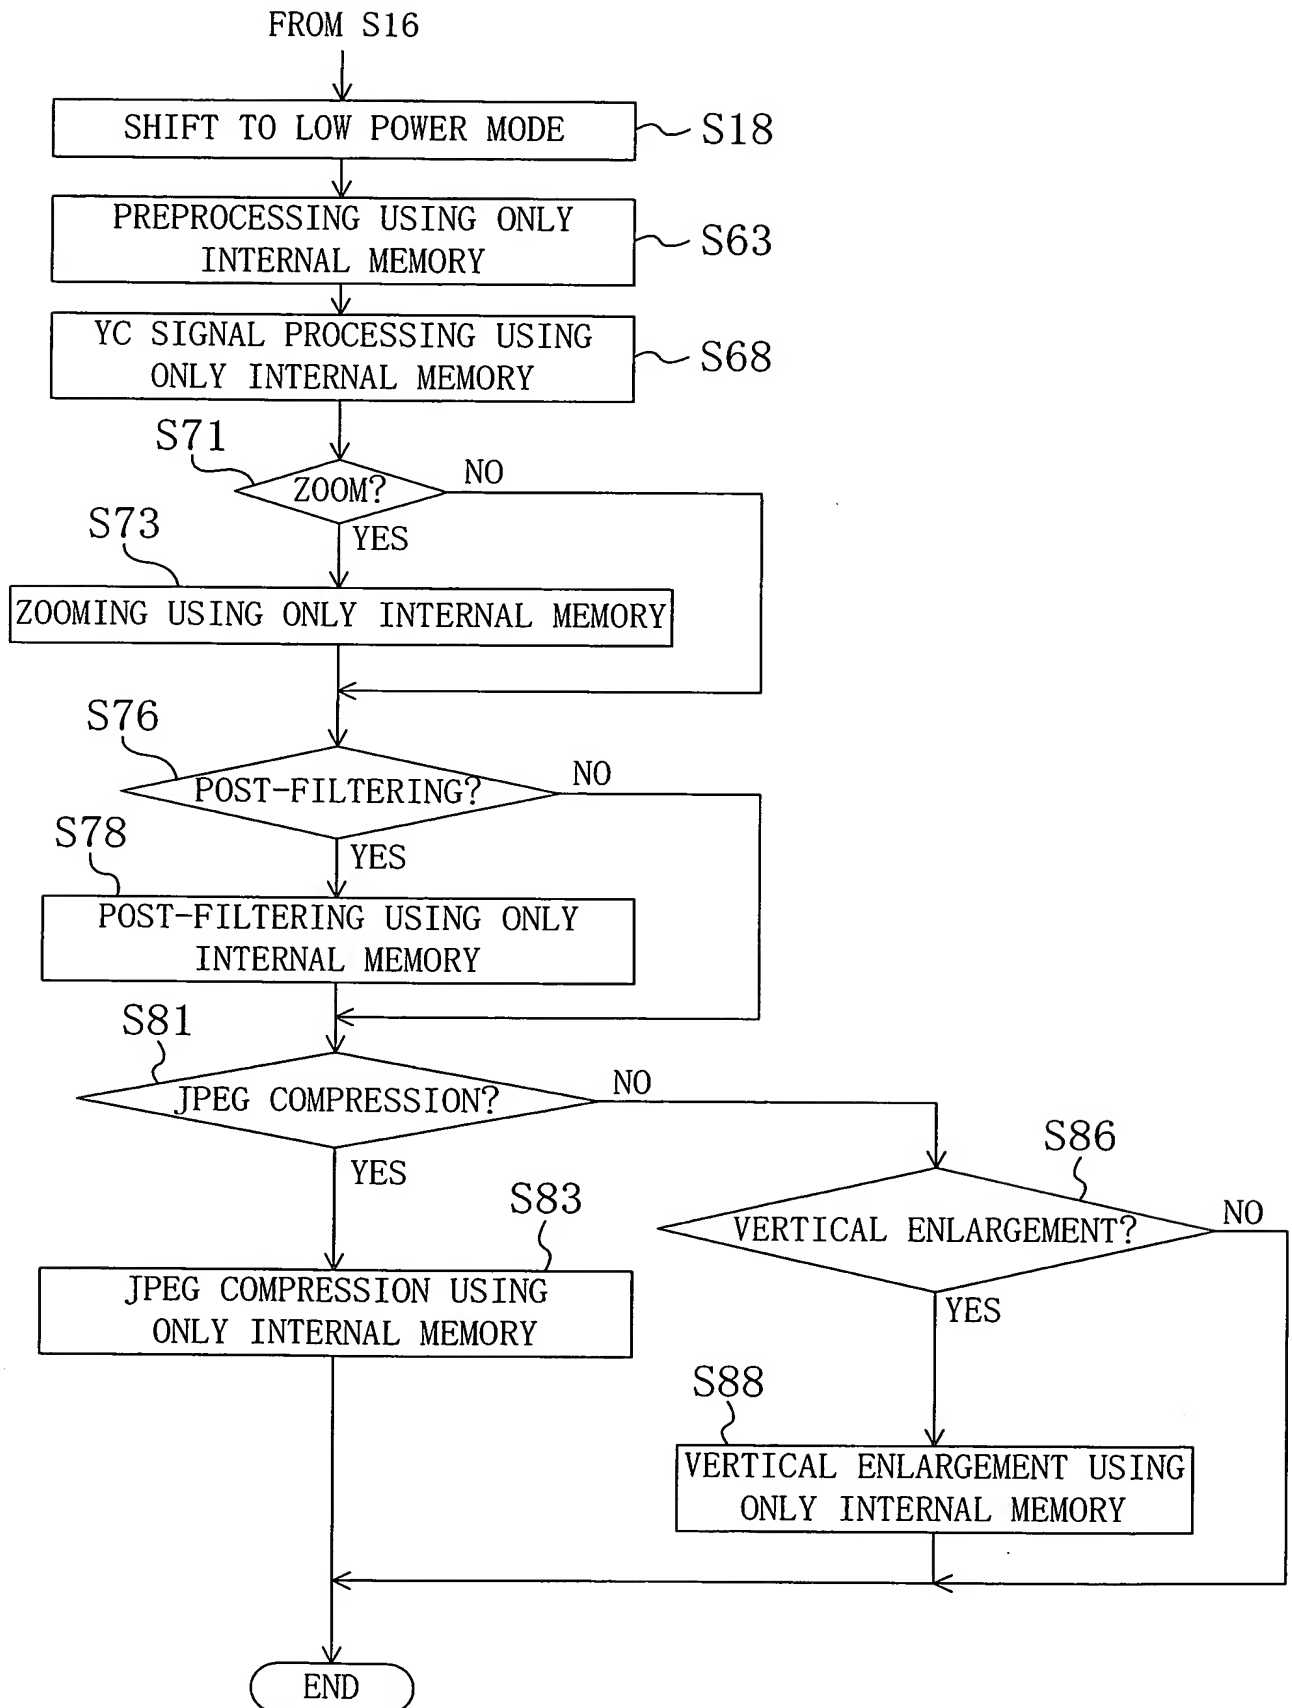 FROM S16
SHIFT TO LOW POWER MODE
S18
PREPROCESSING USING ONLY
INTERNAL MEMORY
S63
YC SIGNAL PROCESSING USING
ONLY INTERNAL MEMORY
S68
S71
ZOOM?
NO
YES
S73
ZOOMING USING ONLY INTERNAL MEMORY
S76
POST-FILTERING?
NO
YES
S78
POST-FILTERING USING ONLY
INTERNAL MEMORY
S81
JPEG COMPRESSION?
NO
YES
S83
JPEG COMPRESSION USING
ONLY INTERNAL MEMORY
S86
VERTICAL ENLARGEMENT?
NO
YES
S88
VERTICAL ENLARGEMENT USING
ONLY INTERNAL MEMORY
END